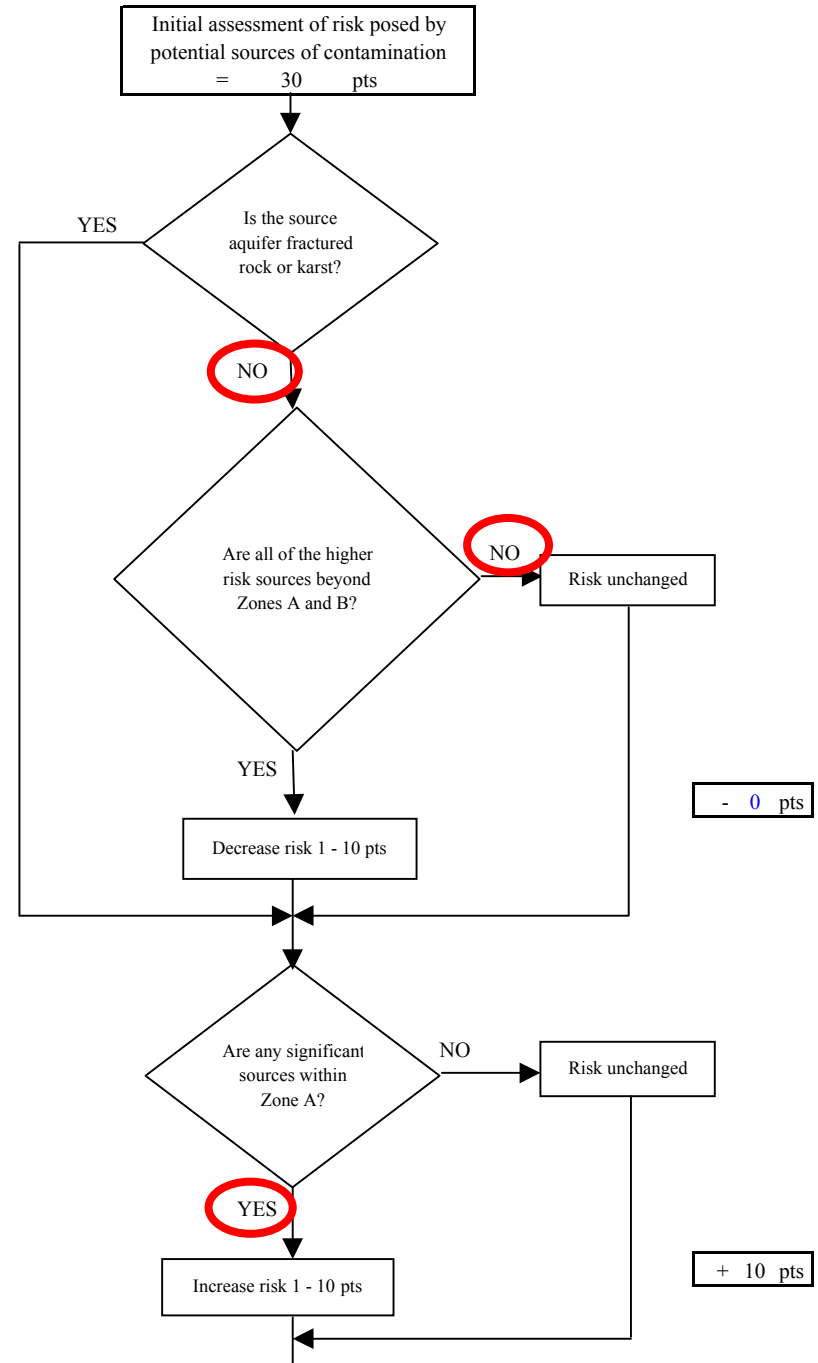 Initial assessment of risk posed by
potential sources of contamination
= 30 pts
Is the source
aquifer fractured
rock or karst?
YES
NO
Are all of the higher
risk sources beyond
Zones A and B?
NO
Risk unchanged
YES
- 0 pts
Decrease risk 1 - 10 pts
Are any significant
sources within
Zone A?
NO
Risk unchanged
YES
Increase risk 1 - 10 pts
+ 10 pts